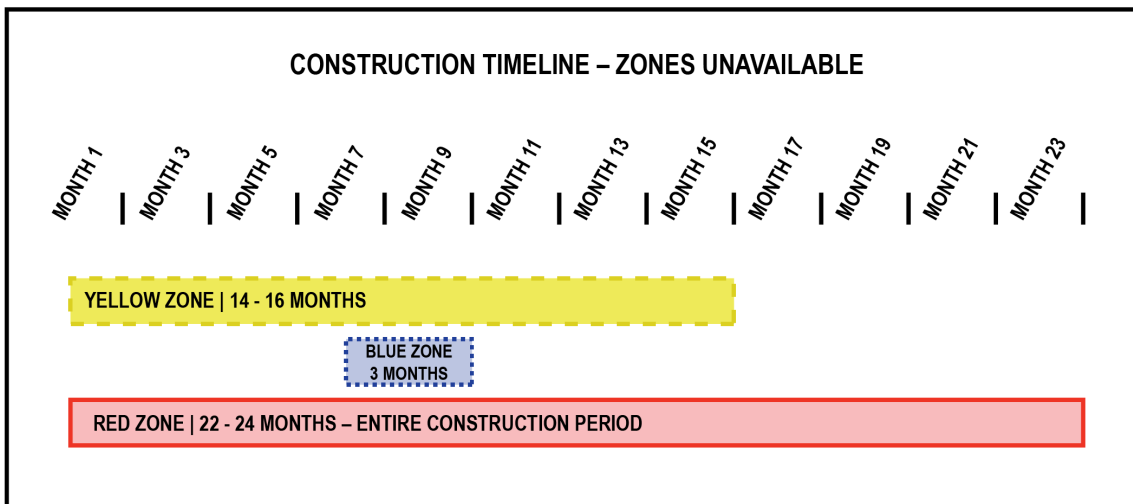 CONSTRUCTION TIMELINE – ZONES UNAVAILABLE
MONTH 1
MONTH 3
MONTH 5
MONTH 7
MONTH 9
MONTH 11
MONTH 13
MONTH 15
MONTH 17
MONTH 19
MONTH 21
MONTH 23
YELLOW ZONE | 14 - 16 MONTHS
BLUE ZONE
3 MONTHS
RED ZONE | 22 - 24 MONTHS – ENTIRE CONSTRUCTION PERIOD